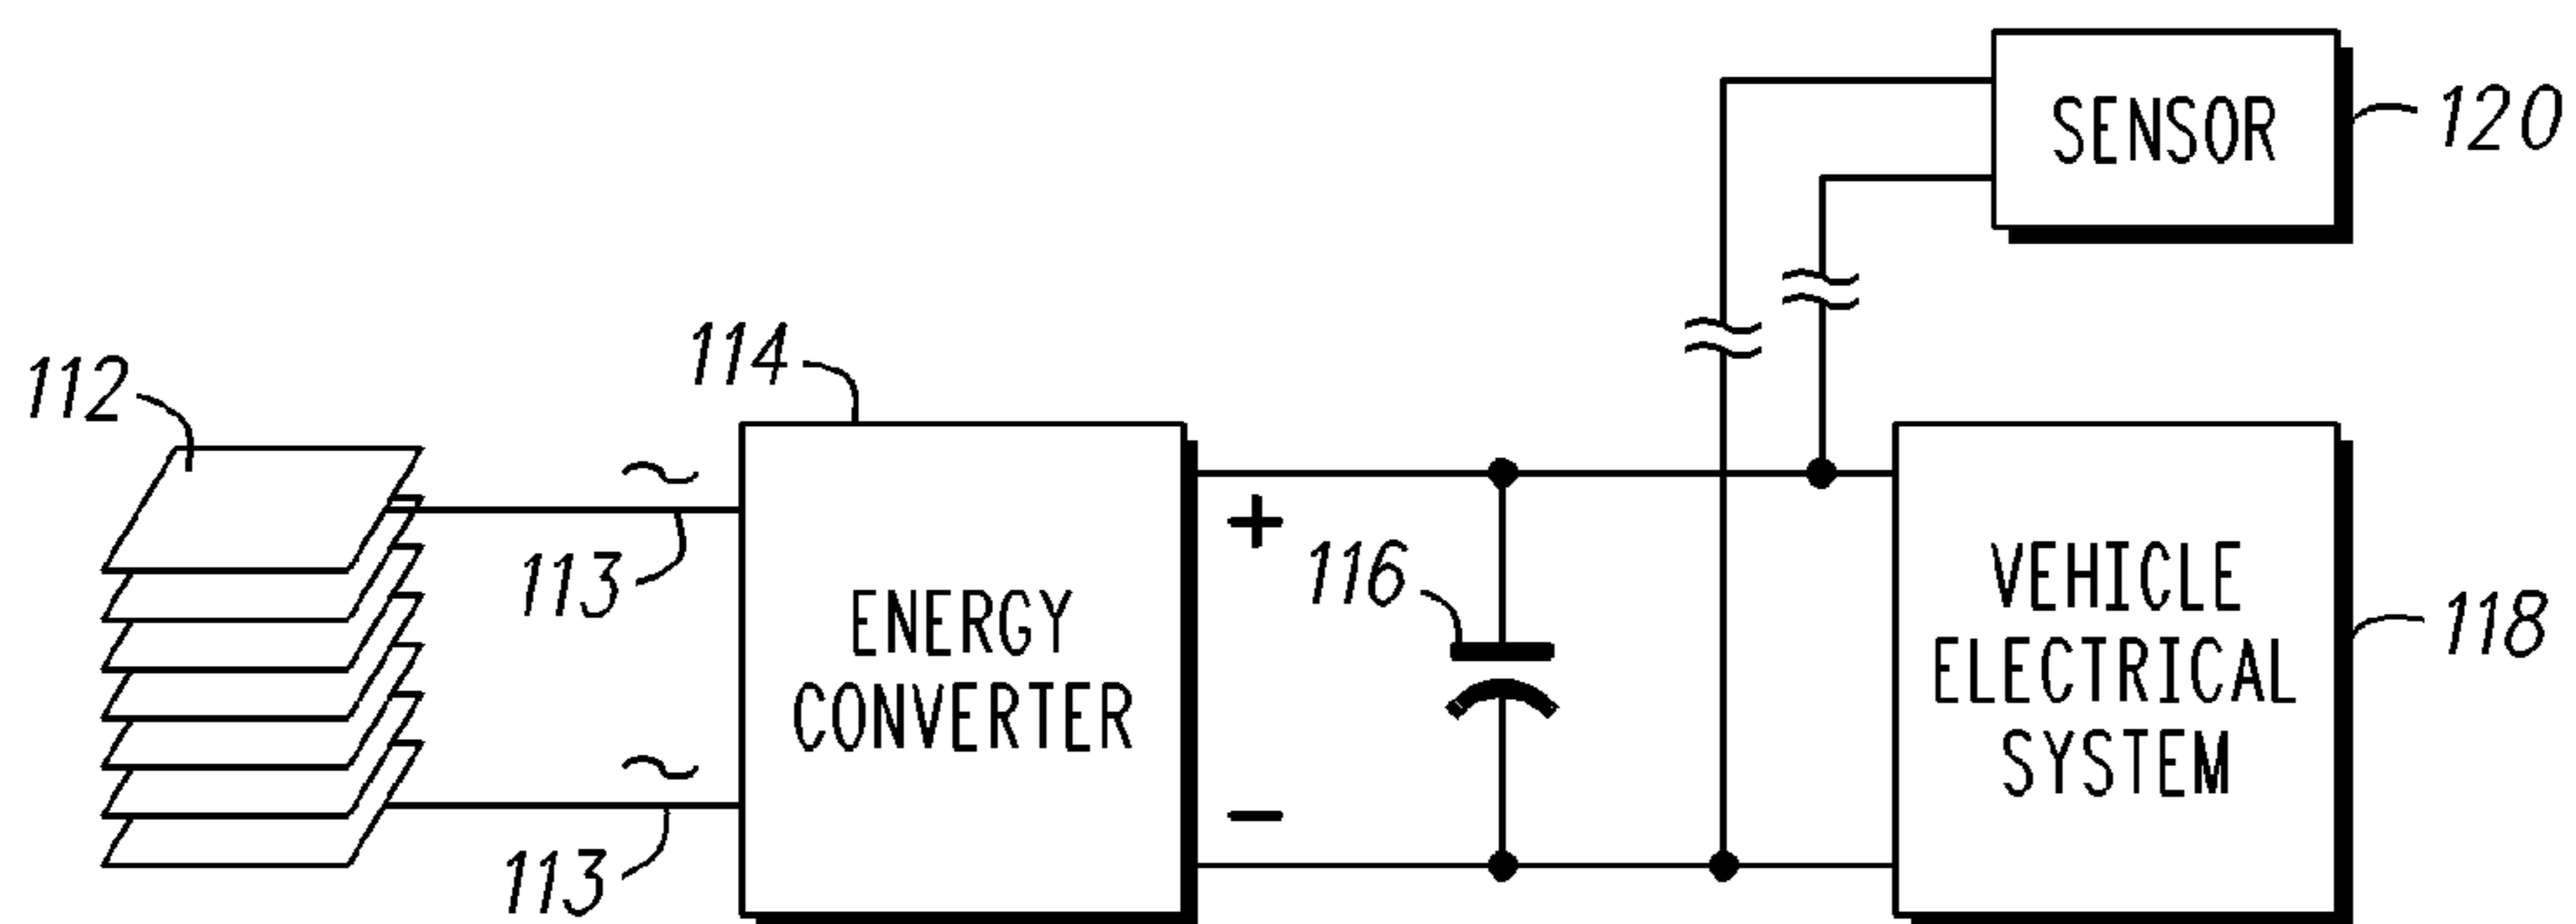 SENSOR
120
114
112
113
ENERGY
CONVERTER
+
116
VEHICLE
ELECTRICAL
SYSTEM
118
113
−